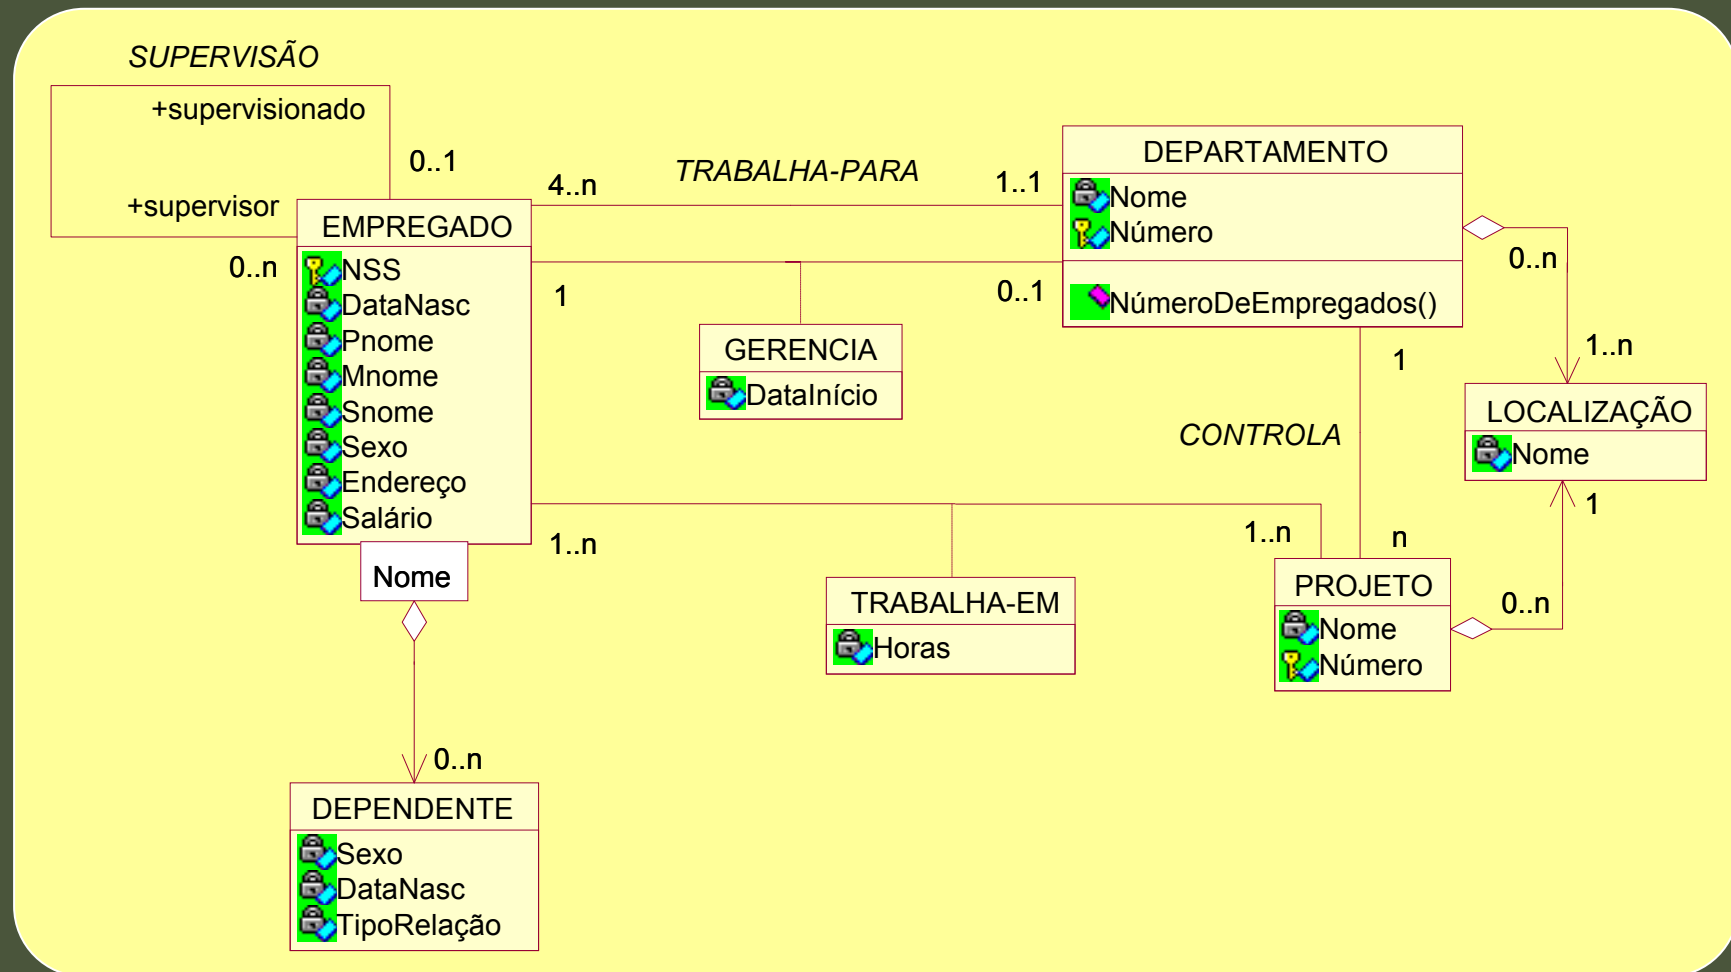 SUPERVISÃO
+supervisionado
0..1
+supervisor
0..n
EMPREGADO
NSS
DataNasc
Pnome
Mnome
Snome
Sexo
Endereço
Salário
Nome
4..n
TRABALHA-PARA
1..1
DEPARTAMENTO
Nome
Número
NúmeroDeEmpregados()
1
0..1
GERENCIA
DataInício
0..n
1..n
LOCALIZAÇÃO
Nome
1
CONTROLA
n
1..n
1..n
TRABALHA-EM
Horas
PROJETO
Nome
Número
0..n
1
0..n
DEPENDENTE
Sexo
DataNasc
TipoRelação